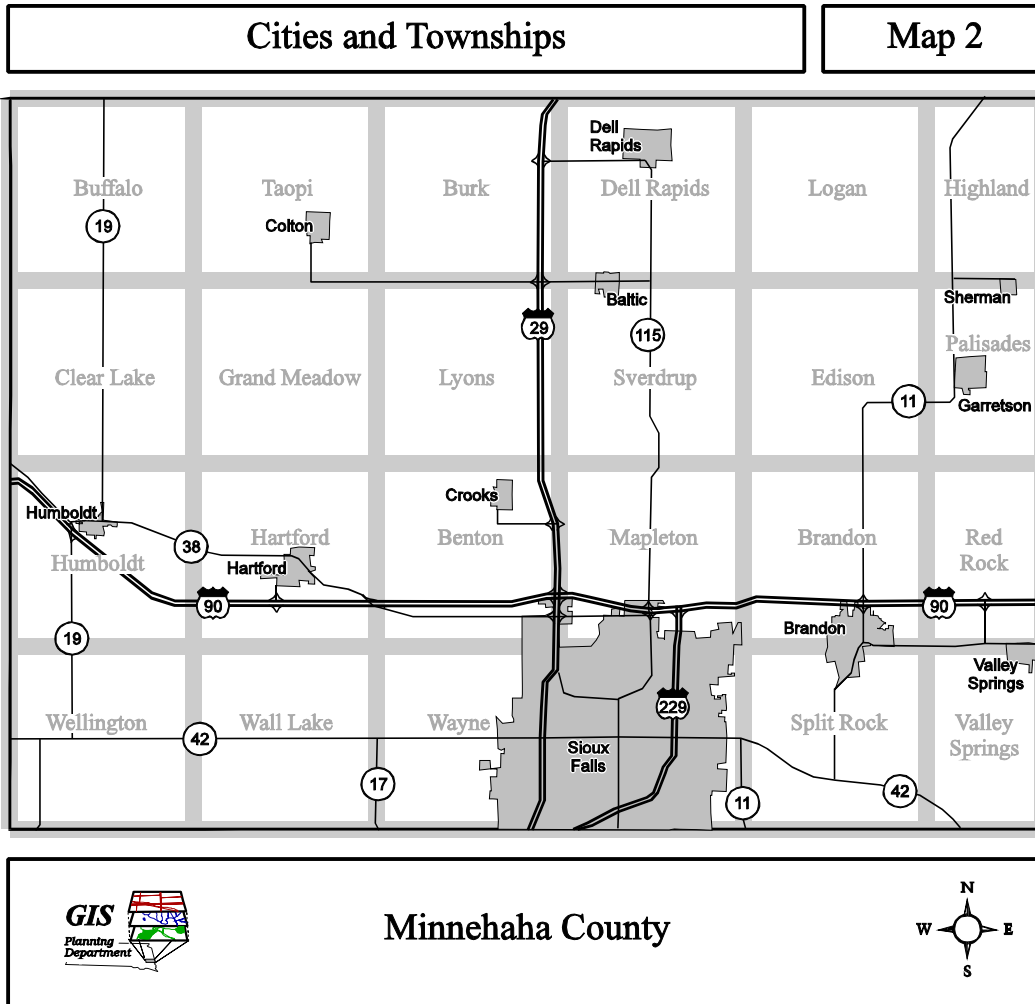 Cities and Townships
Map 2
Dell
Rapids
Buffalo
Taopi
Burk
Dell Rapids
Logan
Highland
19
Colton
Sherman
Baltic
29
115
Palisades
Clear Lake
Grand Meadow
Lyons
Sverdrup
Edison
11
Garretson
Crooks
Humboldt
38
Hartford
Benton
Mapleton
Brandon
Red
Rock
Humboldt
Hartford
90
90
19
Brandon
Valley
Springs
229
Wellington
Wall Lake
Wayne
Split Rock
Valley
Springs
42
Sioux
Falls
17
11
42
GIS
Planning
Department
Minnehaha County
N
W
E
S